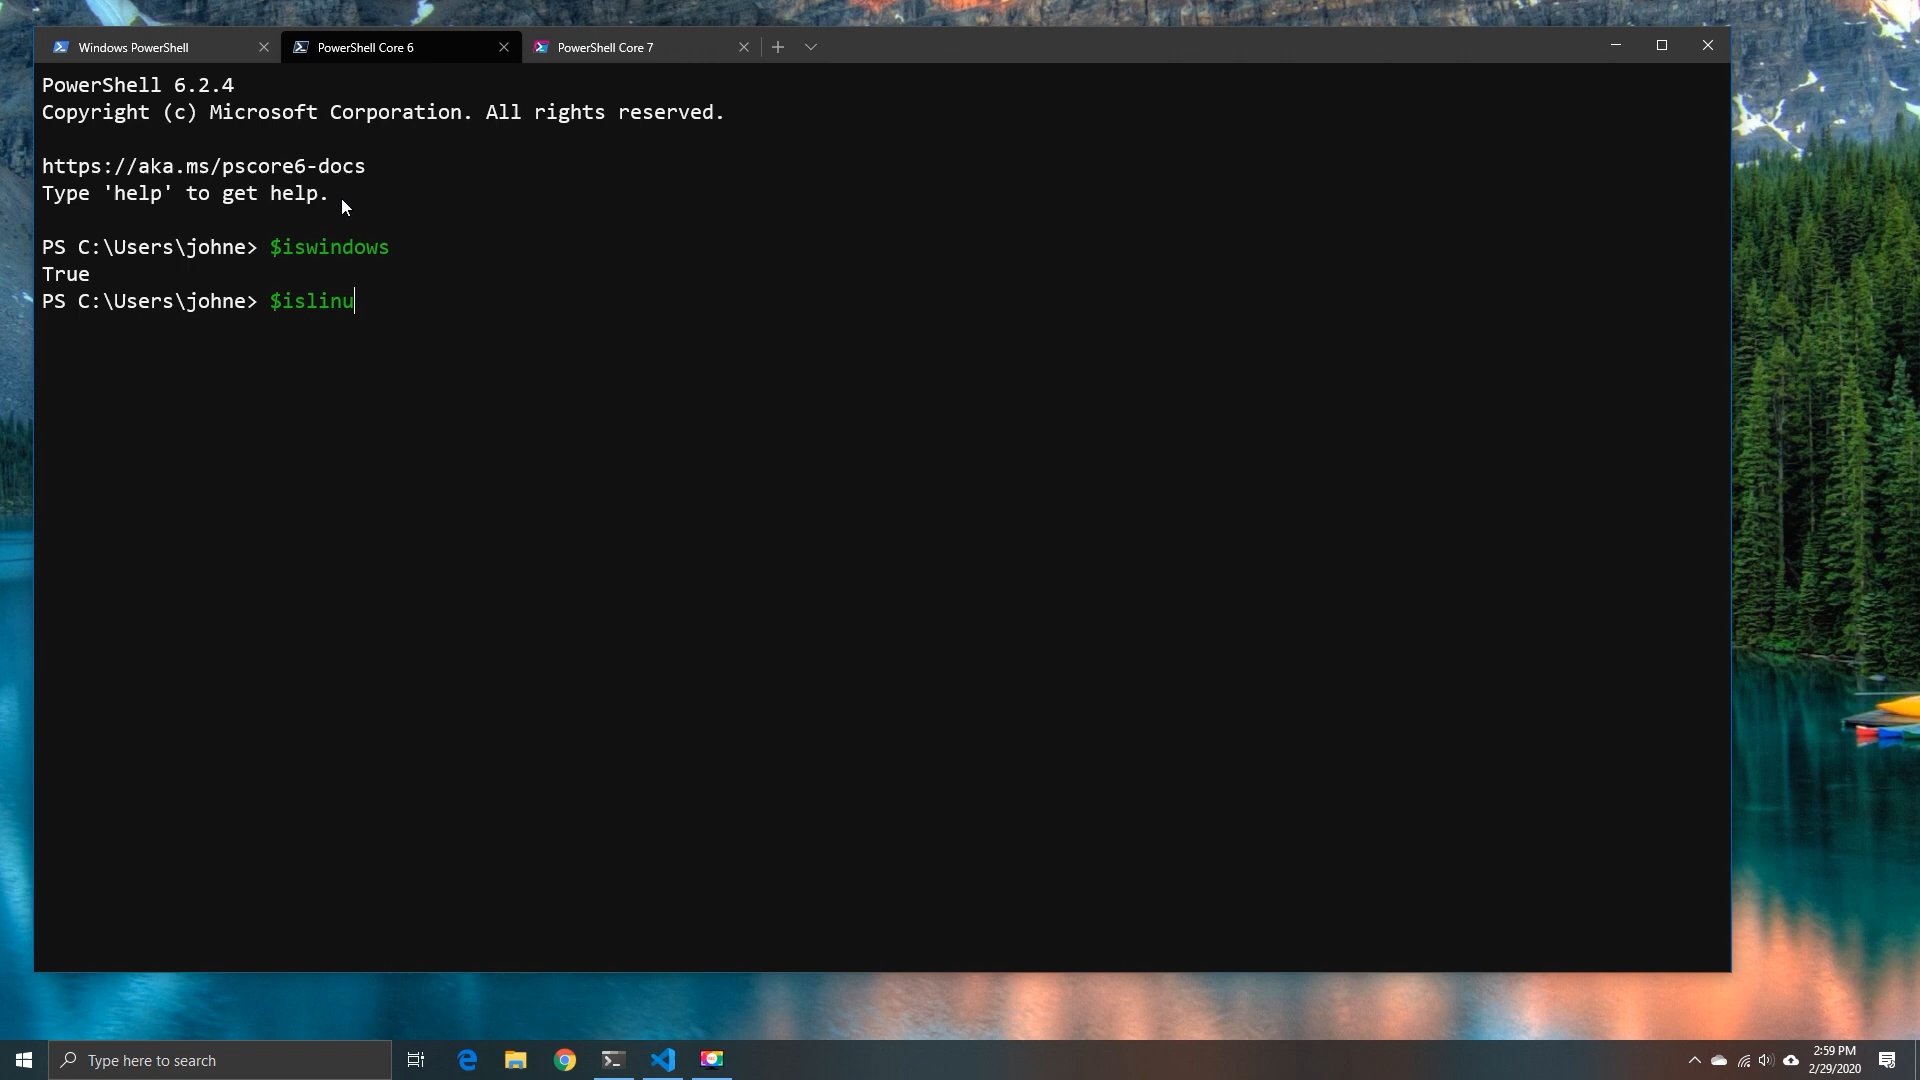 Windows PowerShell
PowerShell Core 6
PowerShell Core 7
PowerShell 6.2.4
Copyright (c) Microsoft Corporation. All rights reserved.
https://aka.ms/pscore6-docs
Type 'help' to get help.
PS C:\Users\johne> $iswindows
True
PS C:\Users\johne> $islinu
Type here to search
2:59 PM
2/29/2020